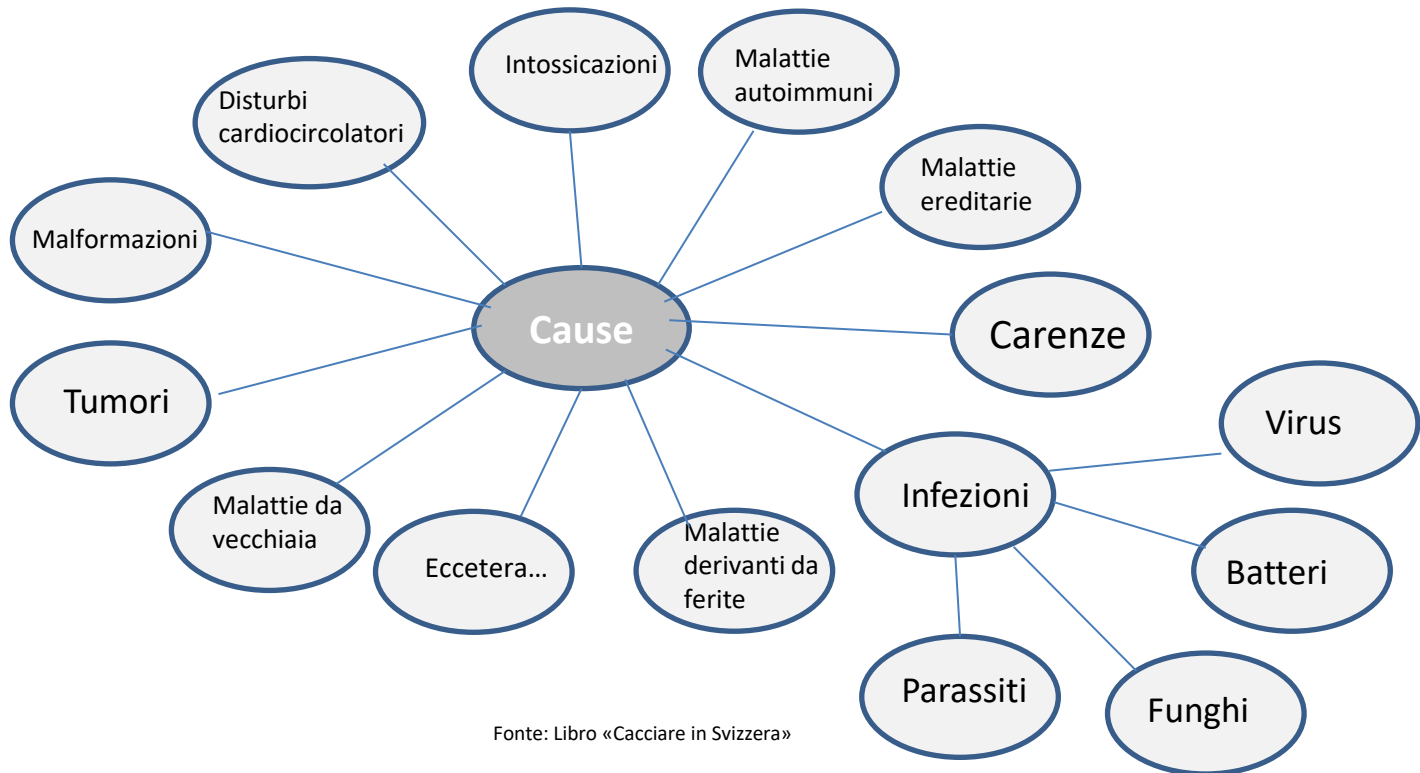 Intossicazioni
Malattie
autoimmuni
Disturbi
cardiocircolatori
Malattie
ereditarie
Malformazioni
Cause
Carenze
Tumori
Virus
Infezioni
Malattie da
vecchiaia
Eccetera...
Malattie
derivanti da
ferite
Batteri
Parassiti
Funghi
Fonte: Libro «Cacciare in Svizzera»